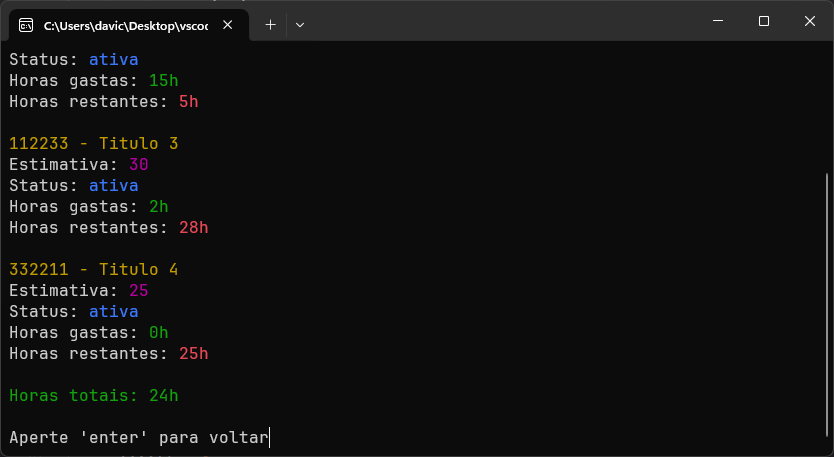 C:\Users\davic\Desktop\vscoc
Status: ativa
Horas gastas: 15h
Horas restantes: 5h
112233 - Titulo 3
Estimativa: 30
Status: ativa
Horas gastas: 2h
Horas restantes: 28h
332211 - Titulo 4
Estimativa: 25
Status: ativa
Horas gastas: 0h
Horas restantes: 25h
Horas totais: 24h
Aperte 'enter' para voltar